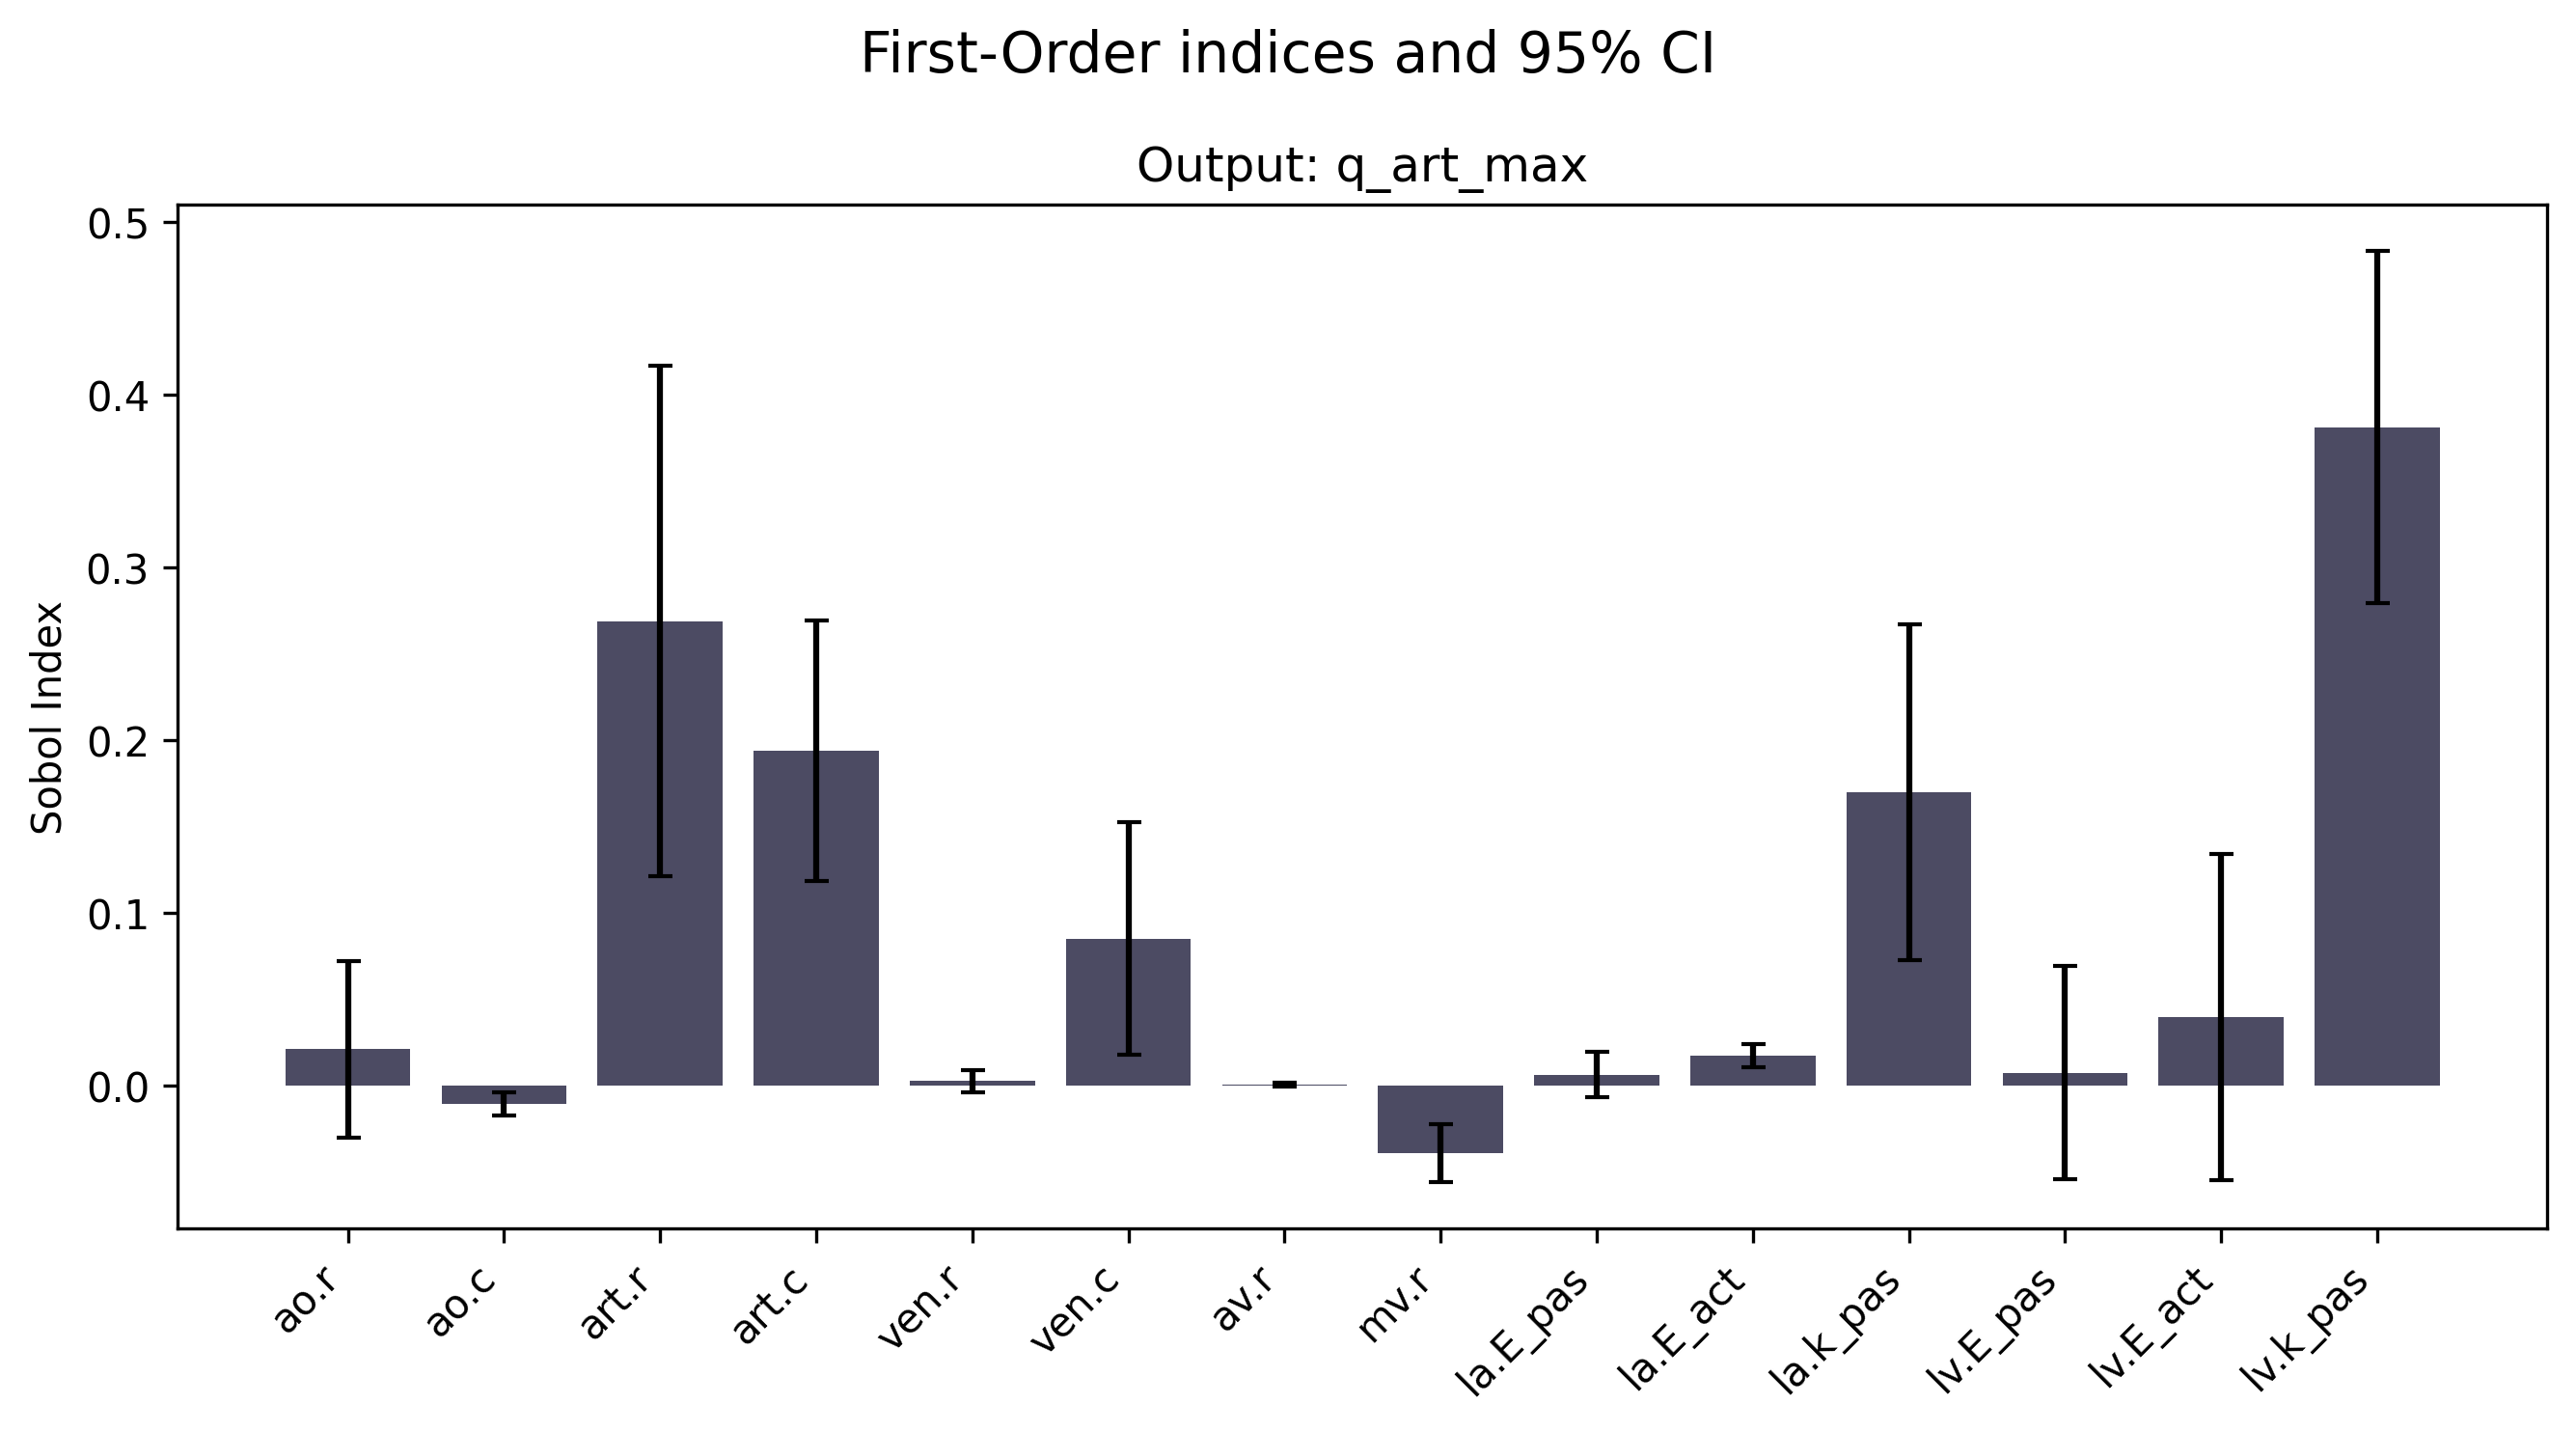 First-Order indices and 95% CI
Output: q_art_max
Sobol Index
0.5
0.4
0.3
0.2
0.1
0.0
ao.r
ao.c
art.r
art.c
ven.r
ven.c
av.r
mv.r
la.E_pas
la.E_act
la.k_pas
lv.E_pas
lv.E_act
lv.k_pas